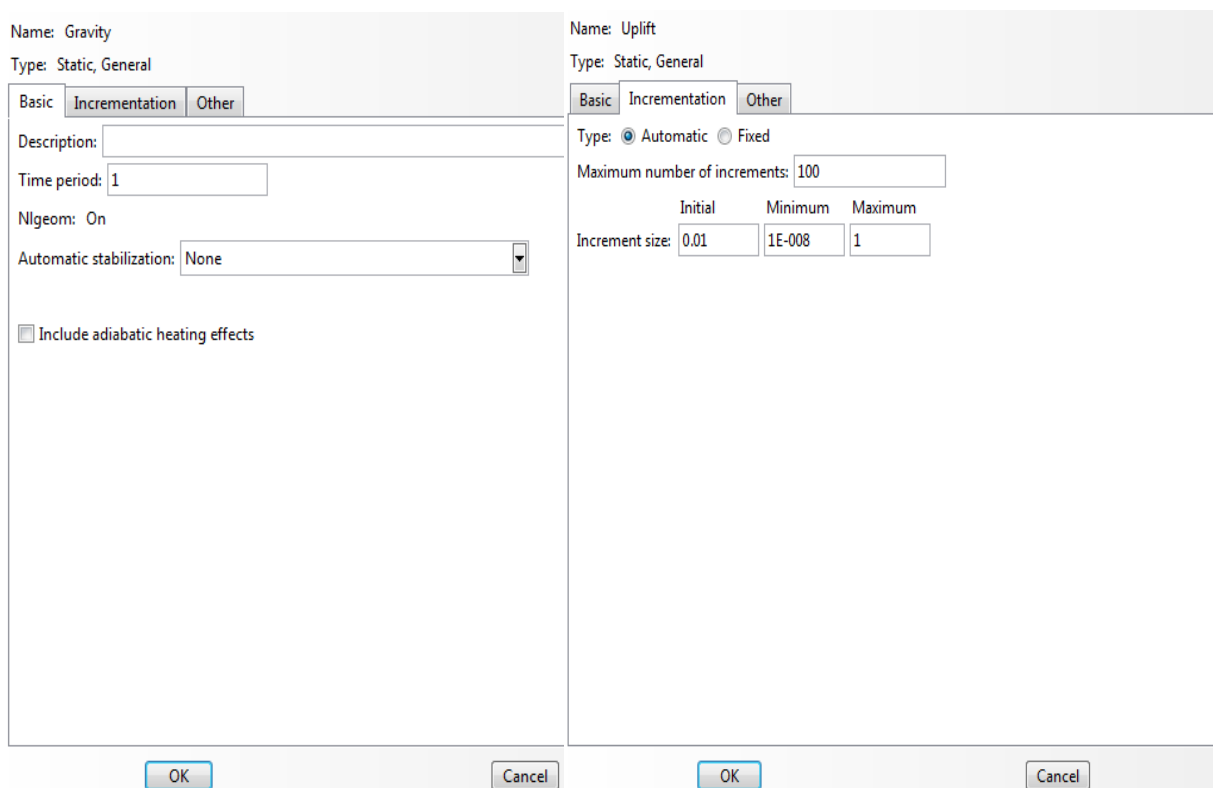 Name: Gravity
Type: Static, General
Basic Incrementation Other
Description:
Time period: 1
Nlgeom: On
Automatic stabilization: None
Include adiabatic heating effects
OK Cancel
Name: Uplift
Type: Static, General
Basic Incrementation Other
Type: Automatic Fixed
Maximum number of increments: 100
Initial Minimum Maximum
Increment size: 0.01 1E-008 1
OK Cancel